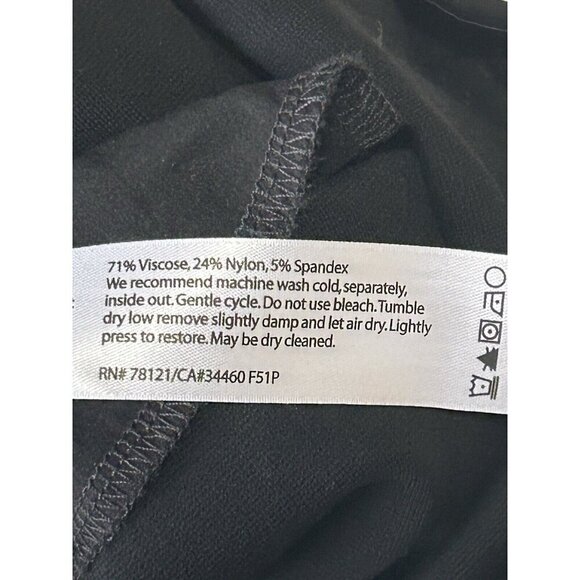 71% Viscose, 24% Nylon, 5% Spandex
We recommend machine wash cold, separately,
inside out. Gentle cycle. Do not use bleach. Tumble
dry low remove slightly damp and let air dry. Lightly
press to restore. May be dry cleaned.
RN# 78121/CA#34460 F51P